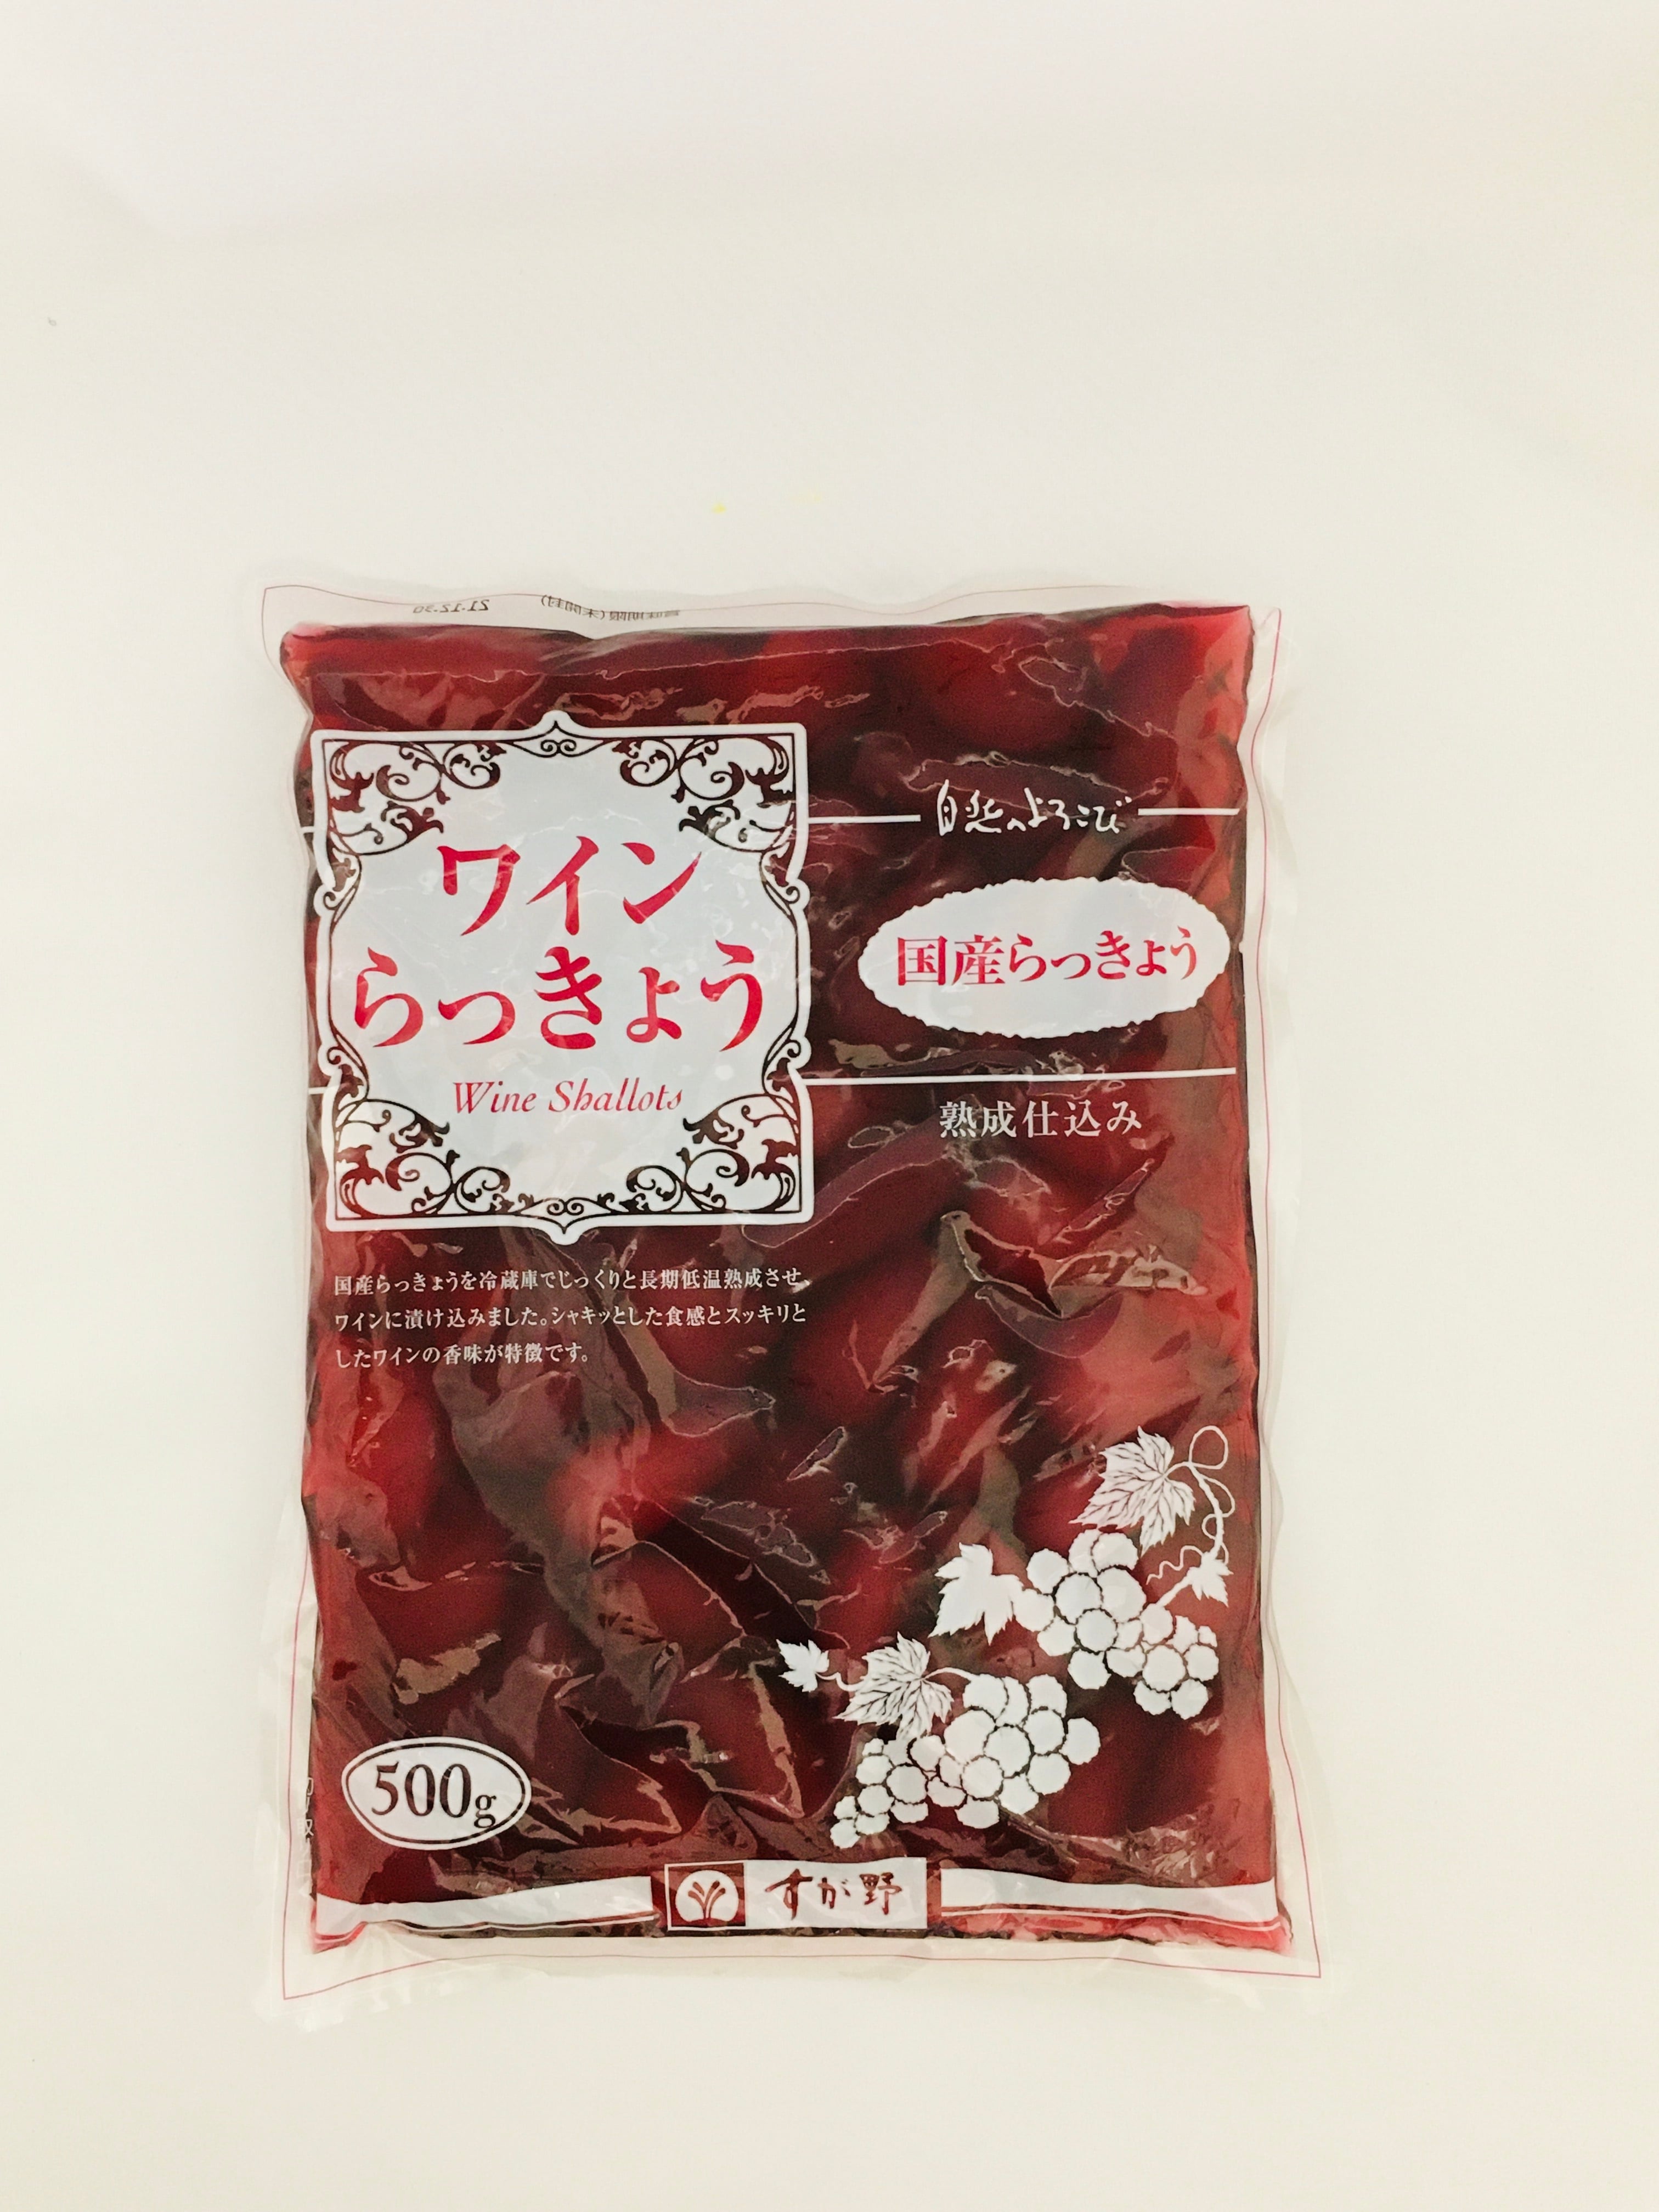 自然のよろこび
ワイン
らっきょう
Wine Shallots
国産らっきょう
熟成仕込み
国産らっきょうを冷蔵庫でじっくりと長期低温熟成させ、
ワインに漬け込みました。シャキッとした食感とスッキリと
したワインの香味が特徴です。
500g
すが野